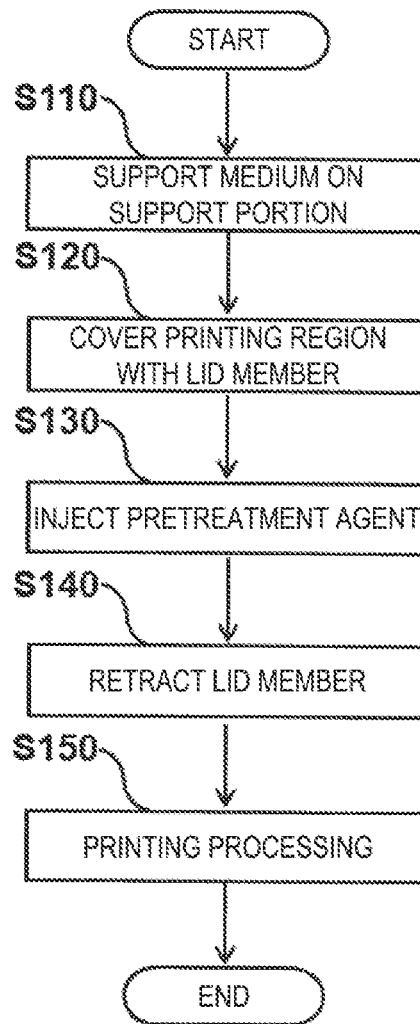 START
S110
SUPPORT MEDIUM ON
SUPPORT PORTION
S120
COVER PRINTING REGION
WITH LID MEMBER
S130
INJECT PRETREATMENT AGENT
S140
RETRACT LID MEMBER
S150
PRINTING PROCESSING
END